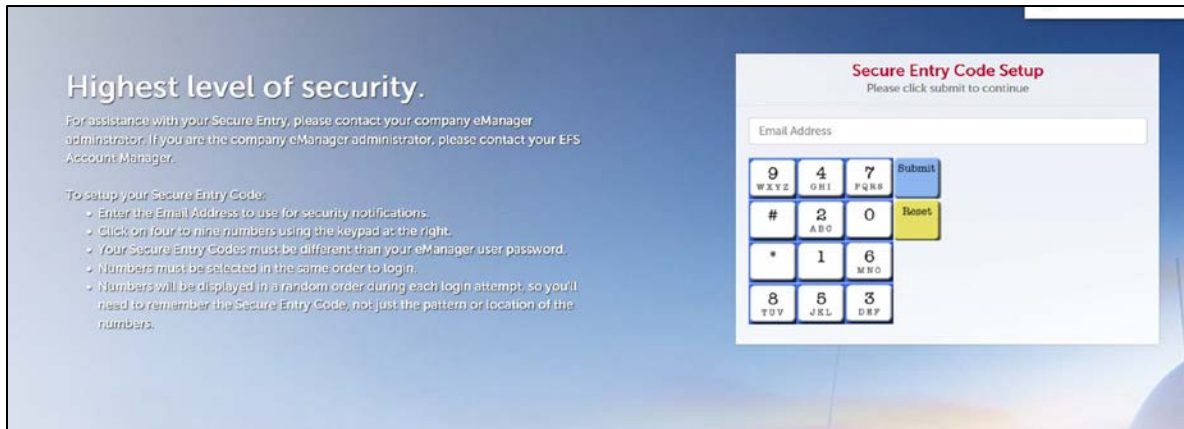 Highest level of security.
For assistance with your Secure Entry, please contact your company eManager
adminstrator. If you are the company eManager administrator, please contact your EFS
Account Manager.
To setup your Secure Entry Code:
• Enter the Email Address to use for security notifications.
• Click on four to nine numbers using the keypad at the right.
• Your Secure Entry Codes must be different than your eManager user password.
• Numbers must be selected in the same order to login.
• Numbers will be displayed in a random order during each login attempt, so you'll
need to remember the Secure Entry Code, not just the pattern or location of the
numbers.
Secure Entry Code Setup
Please click submit to continue
Email Address
9 4 7 Submit
WXYZ GHI PQRS
# 2 0 Reset
ABC
* 1 6
MNO
8 5 3
TUV JKL DEF